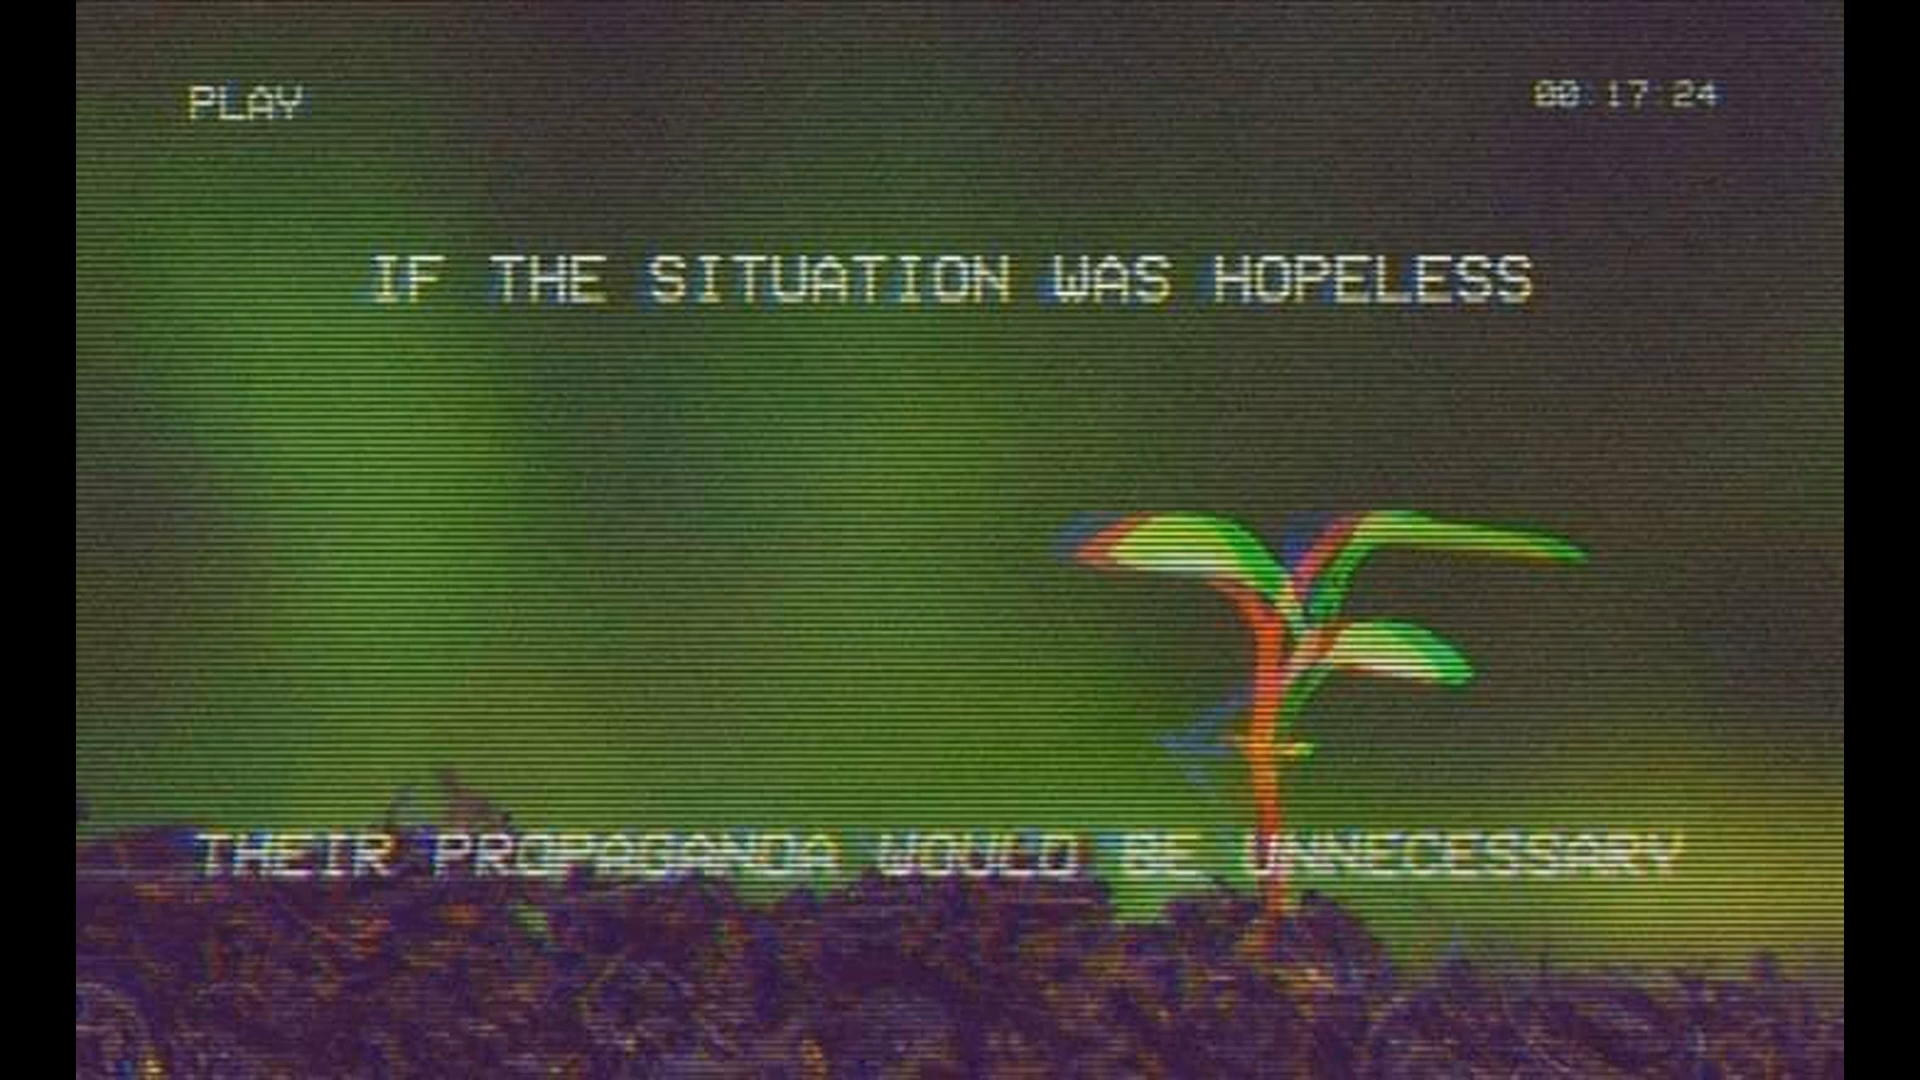 PLAY
00:17:24
IF THE SITUATION WAS HOPELESS
THEIR PROPAGANDA WOULD BE UNNECESSARY